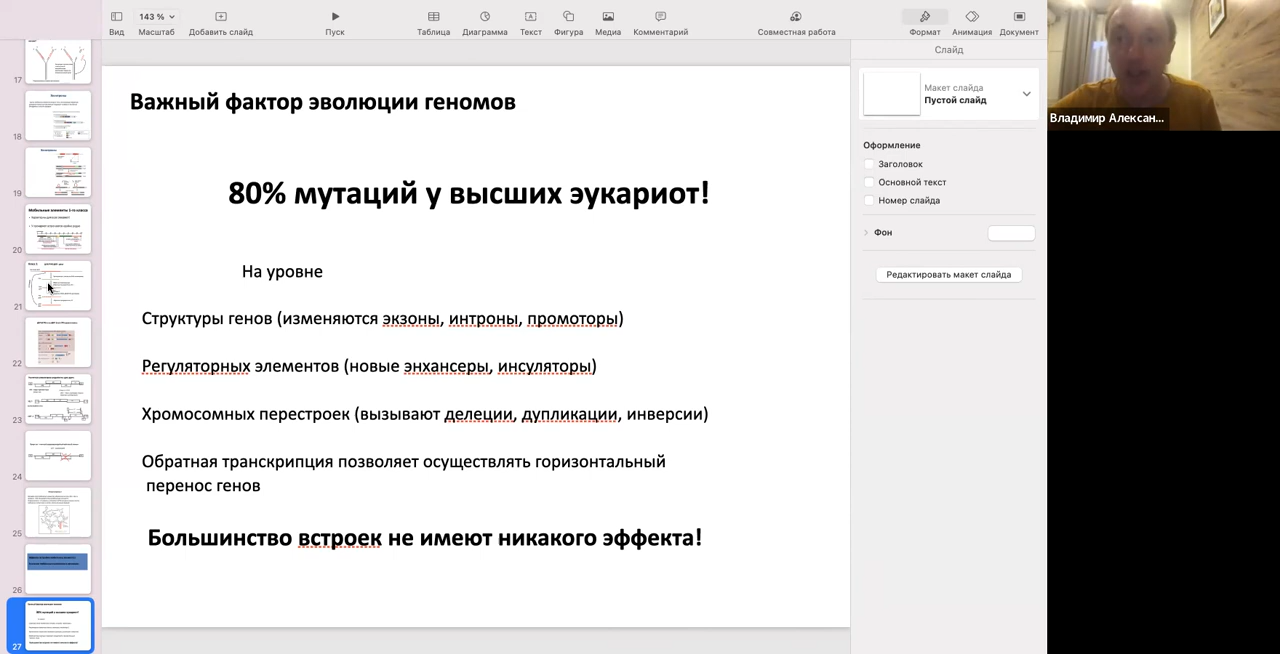 143 %
Вид
Масштаб
Добавить слайд
Пуск
Таблица
Диаграмма
Текст
Фигура
Медиа
Комментарий
Совместная работа
Формат
Анимация
Документ
17
18
19
20
21
22
23
24
25
26
27
Важный фактор эволюции геномов
80% мутаций у высших эукариот!
На уровне
Структуры генов (изменяются экзоны, интроны, промоторы)
Регуляторных элементов (новые энхансеры, инсуляторы)
Хромосомных перестроек (вызывают делеции, дупликации, инверсии)
Обратная транскрипция позволяет осуществлять горизонтальный
перенос генов
Большинство встроек не имеют никакого эффекта!
Слайд
Макет слайда
Пустой слайд
Оформление
Заголовок
Основной текст
Номер слайда
Фон
Редактировать макет слайда
Владимир Алексан...